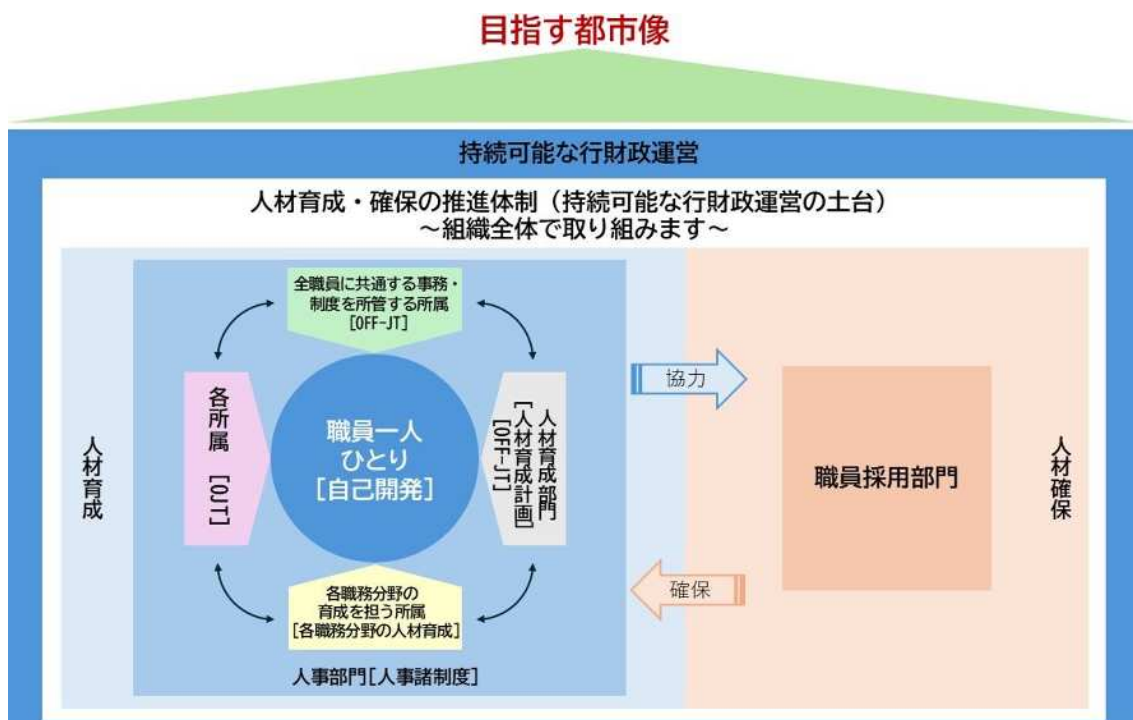 目指す都市像
持続可能な行財政運営
人材育成・確保の推進体制（持続可能な行財政運営の土台）
～組織全体で取り組みます～
人材育成
全職員に共通する事務・
制度を所管する所属
[OFF-JT]
各所属 [OJT]
職員一人
ひとり
[自己開発]
人材育成部門
[人材育成計画]
[OFF-JT]
各職務分野の
育成を担う所属
[各職務分野の人材育成]
人事部門[人事諸制度]
協力
確保
職員採用部門
人材確保